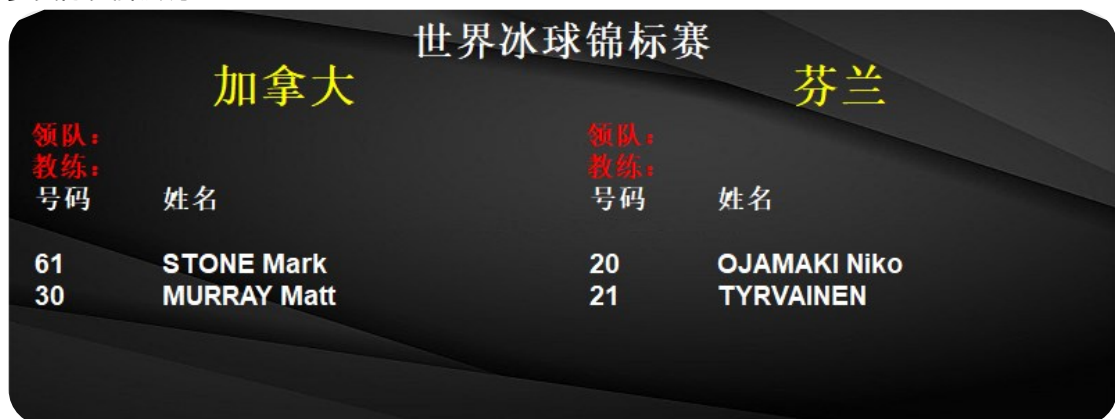 世界冰球锦标赛
加拿大 芬兰
领队: 领队:
教练: 教练:
号码 姓名 号码 姓名
61 STONE Mark 20 OJAMAKI Niko
30 MURRAY Matt 21 TYRVAINEN